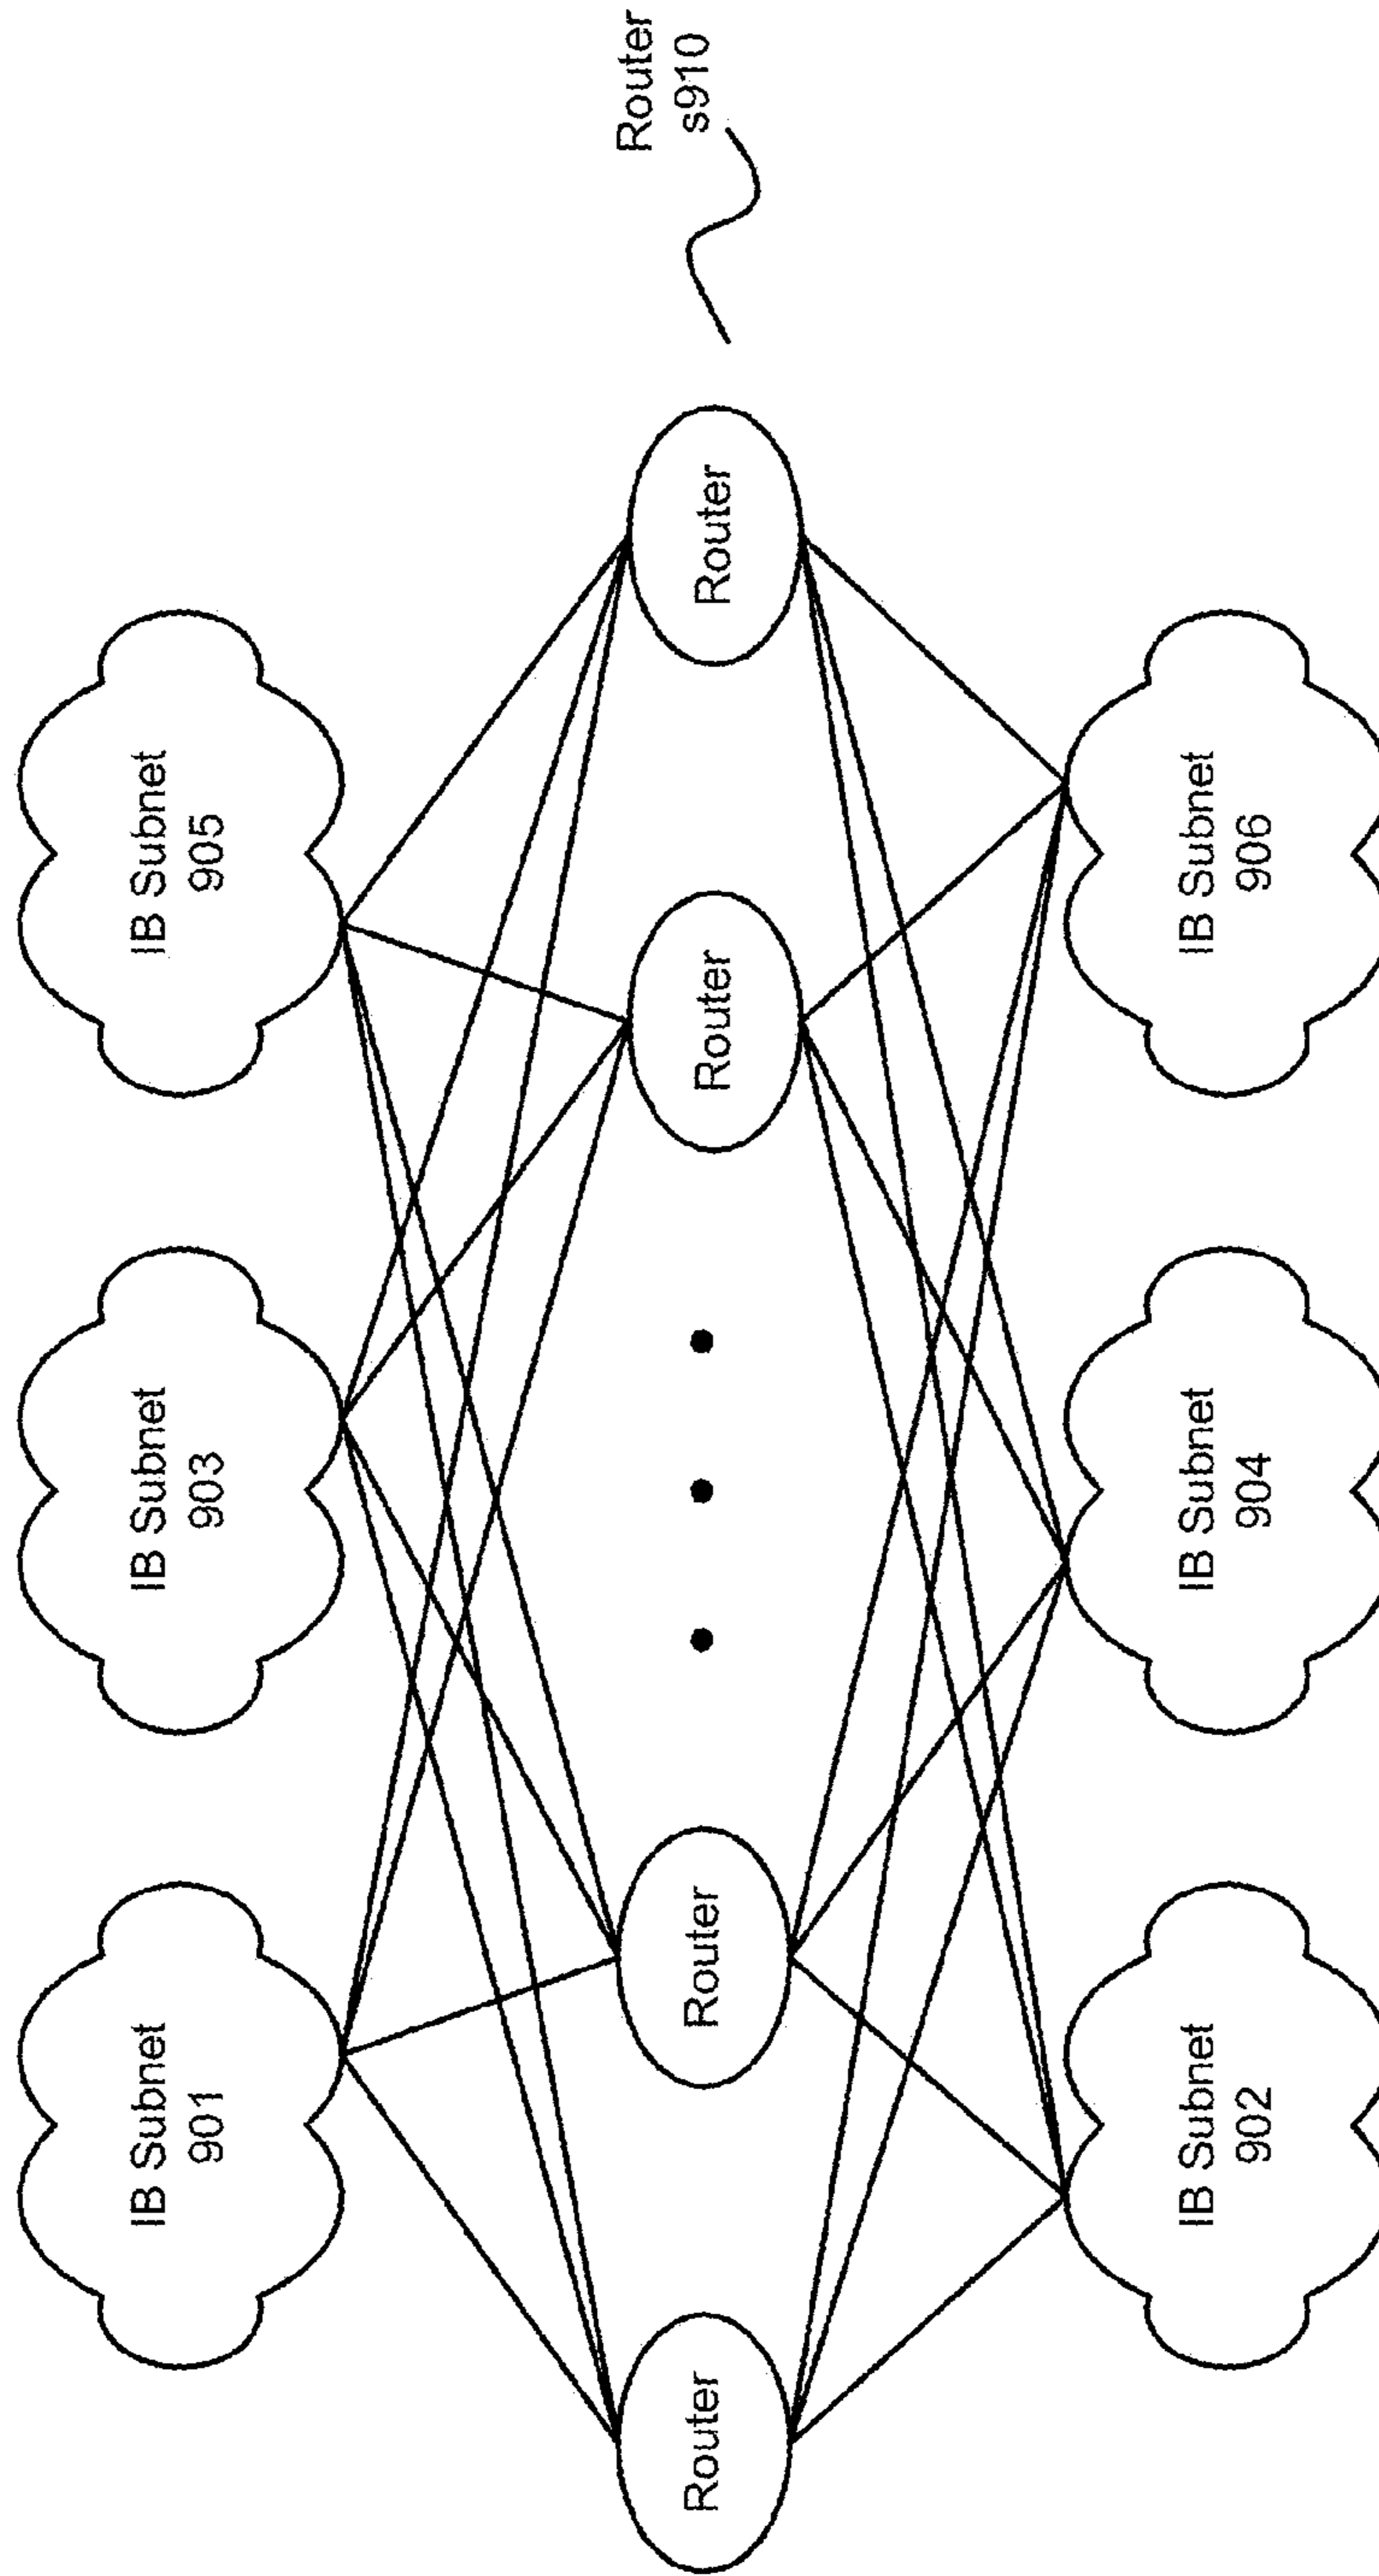 IB Subnet
901
IB Subnet
903
IB Subnet
905
Router
Router
Router
Router
Router
s910
IB Subnet
902
IB Subnet
904
IB Subnet
906